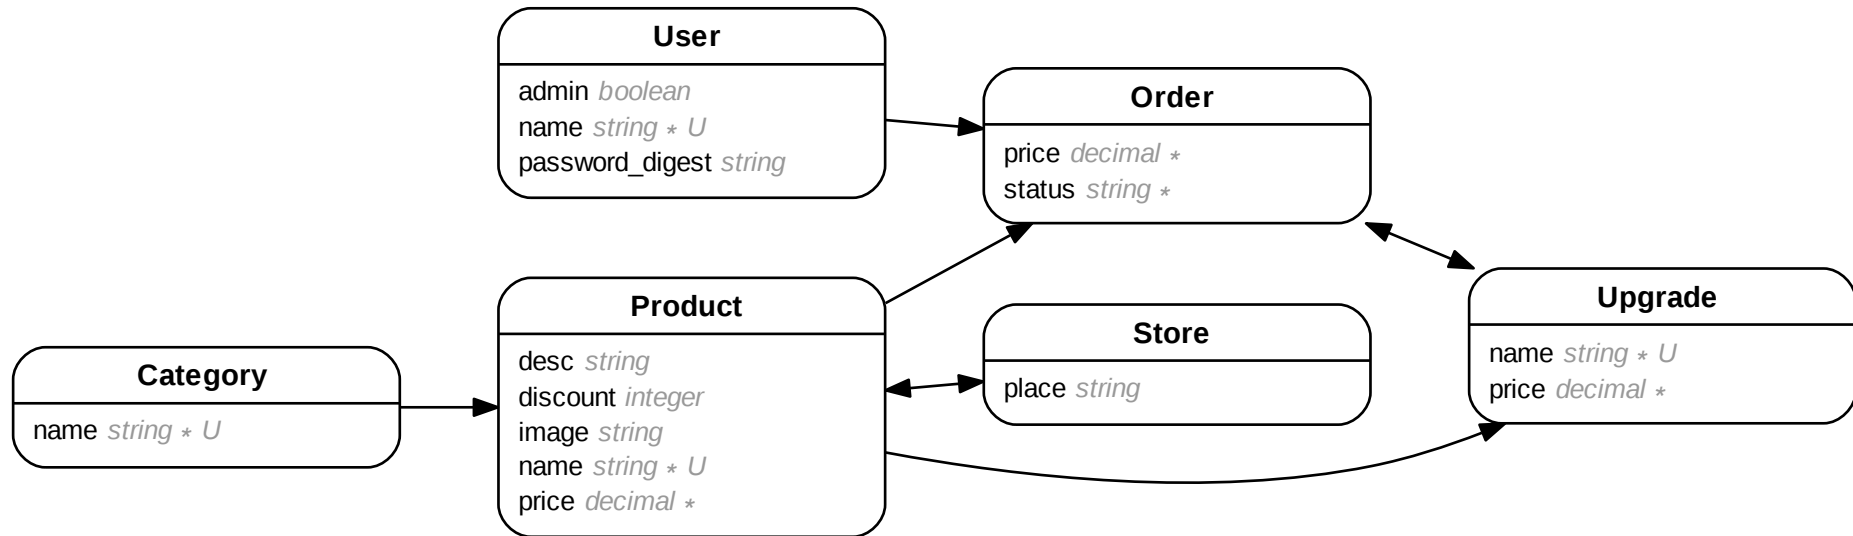 User
admin boolean
name string * U
password_digest string
Order
price decimal *
status string *
Product
desc string
discount integer
image string
name string * U
price decimal *
Store
place string
Upgrade
name string * U
price decimal *
Category
name string * U